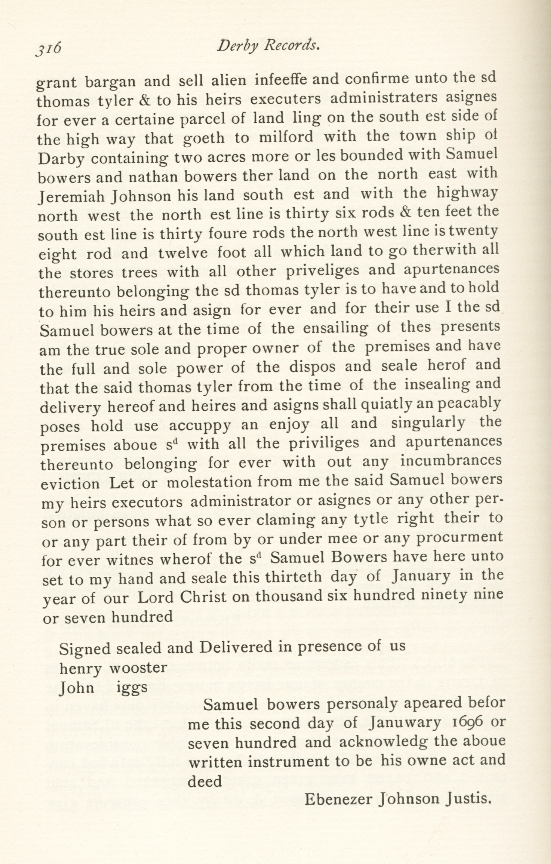 316 Derby Records.
grant bargan and sell alien infeeffe and confirme unto the sd
thomas tyler & to his heirs executers administraters asignes
for ever a certaine parcel of land ling on the south est side of
the high way that goeth to milford with the town ship of
Darby containing two acres more or les bounded with Samuel
bowers and nathan bowers ther land on the north east with
Jeremiah Johnson his land south est and with the highway
north west the north est line is thirty six rods & ten feet the
south est line is thirty foure rods the north west line is twenty
eight rod and twelve foot all which land to go therwith all
the stores trees with all other priveliges and apurtenances
thereunto belonging the sd thomas tyler is to have and to hold
to him his heirs and asign for ever and for their use I the sd
Samuel bowers at the time of the ensailing of thes presents
am the true sole and proper owner of the premises and have
the full and sole power of the dispos and seale herof and
that the said thomas tyler from the time of the insealing and
delivery hereof and heires and asigns shall quiatly an peacably
poses hold use accuppy an enjoy all and singularly the
premises aboue sᵈ with all the priviliges and apurtenances
thereunto belonging for ever with out any incumbrances
eviction Let or molestation from me the said Samuel bowers
my heirs executors administrator or asignes or any other per-
son or persons what so ever claming any tytle right their to
or any part their of from by or under mee or any procurment
for ever witnes wherof the sᵈ Samuel Bowers have here unto
set to my hand and seale this thirteth day of January in the
year of our Lord Christ on thousand six hundred ninety nine
or seven hundred
Signed sealed and Delivered in presence of us
henry wooster
John iggs
Samuel bowers personaly apeared befor
me this second day of Januwary 1696 or
seven hundred and acknowledg the aboue
written instrument to be his owne act and
deed
Ebenezer Johnson Justis.